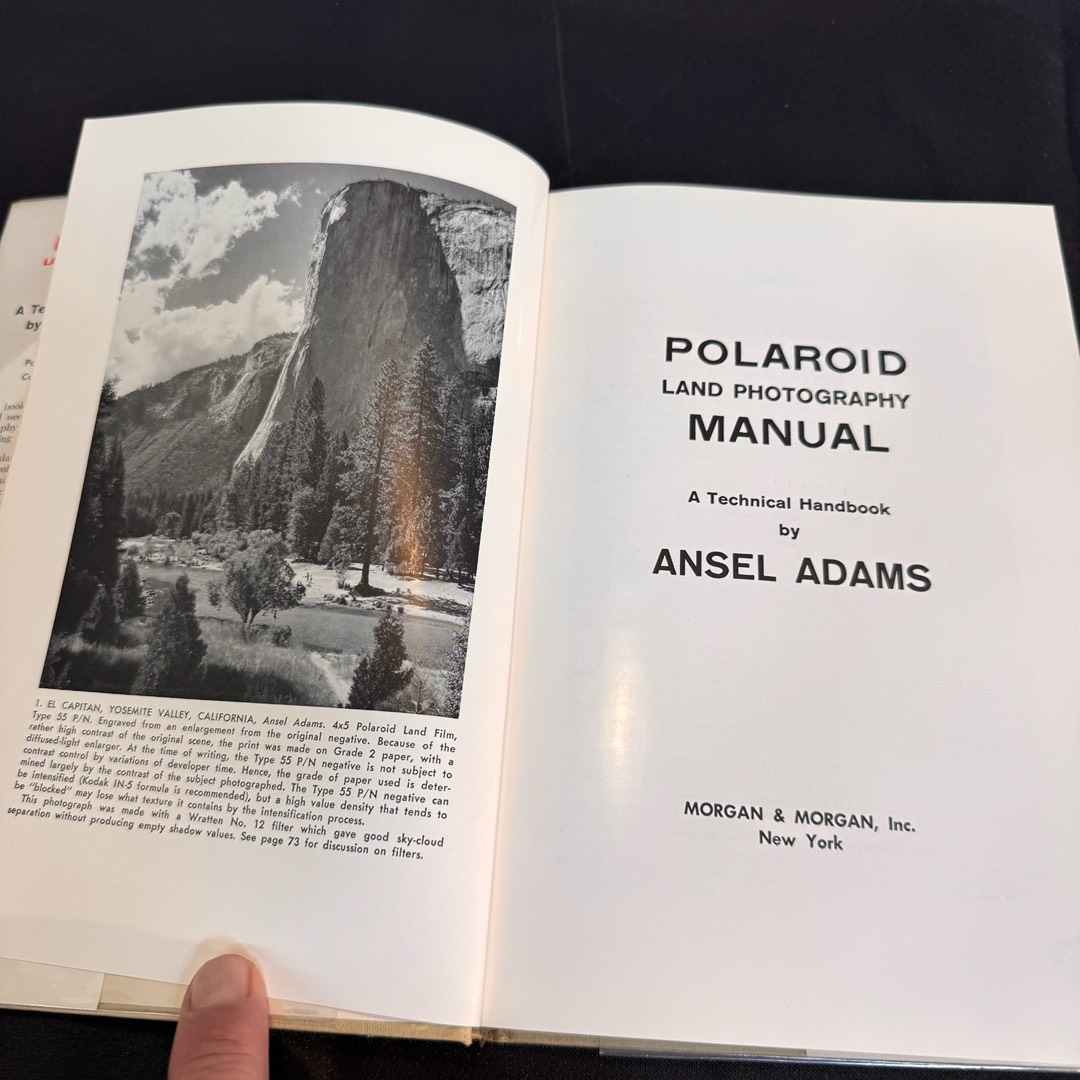 A Te
by
1. EL CAPITAN, YOSEMITE VALLEY, CALIFORNIA, Ansel Adams. 4x5 Polaroid Land Film,
Type 55 P/N. Engraved from an enlargement from the original negative. Because of the
rather high contrast of the original scene, the print was made on Grade 2 paper, with a
diffused-light enlarger. At the time of writing, the Type 55 P/N negative is not subject to
contrast control by variations of developer time. Hence, the grade of paper used is deter-
mined largely by the contrast of the subject photographed. The Type 55 P/N negative can
be intensified (Kodak IN-5 formula is recommended), but a high value density that tends to
be "blocked" may lose what texture it contains by the intensification process.
This photograph was made with a Wratten No. 12 filter which gave good sky-cloud
separation without producing empty shadow values. See page 73 for discussion on filters.
POLAROID
LAND PHOTOGRAPHY
MANUAL
A Technical Handbook
by
ANSEL ADAMS
MORGAN & MORGAN, Inc.
New York